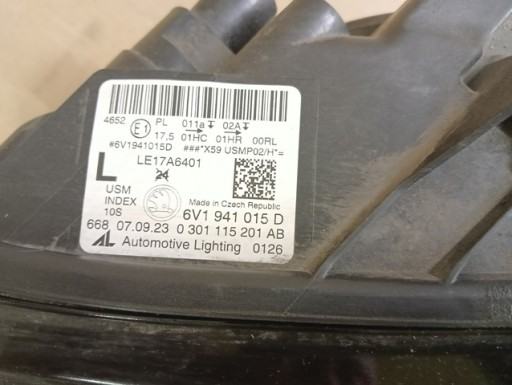 4652 E1 PL 011a 02A
17.5 01HC 01HR 00RL
#6V1941015D ###*X59 USMP02/H*=
LE17A6401
L 24
USM Made in Czech Republic
INDEX 6V1 941 015 D
10S
668 07.09.23 0 301 115 201 AB
AL Automotive Lighting 0126